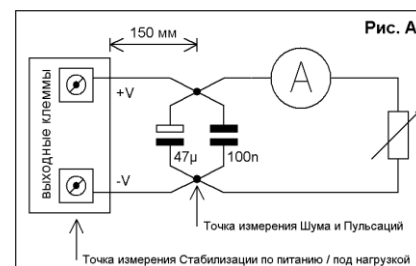 150 мм
Рис. А
+V
A
выходные клеммы
47µ
100n
-V
Точка измерения Шума и Пульсаций
Точка измерения Стабилизации по питанию / под нагрузкой